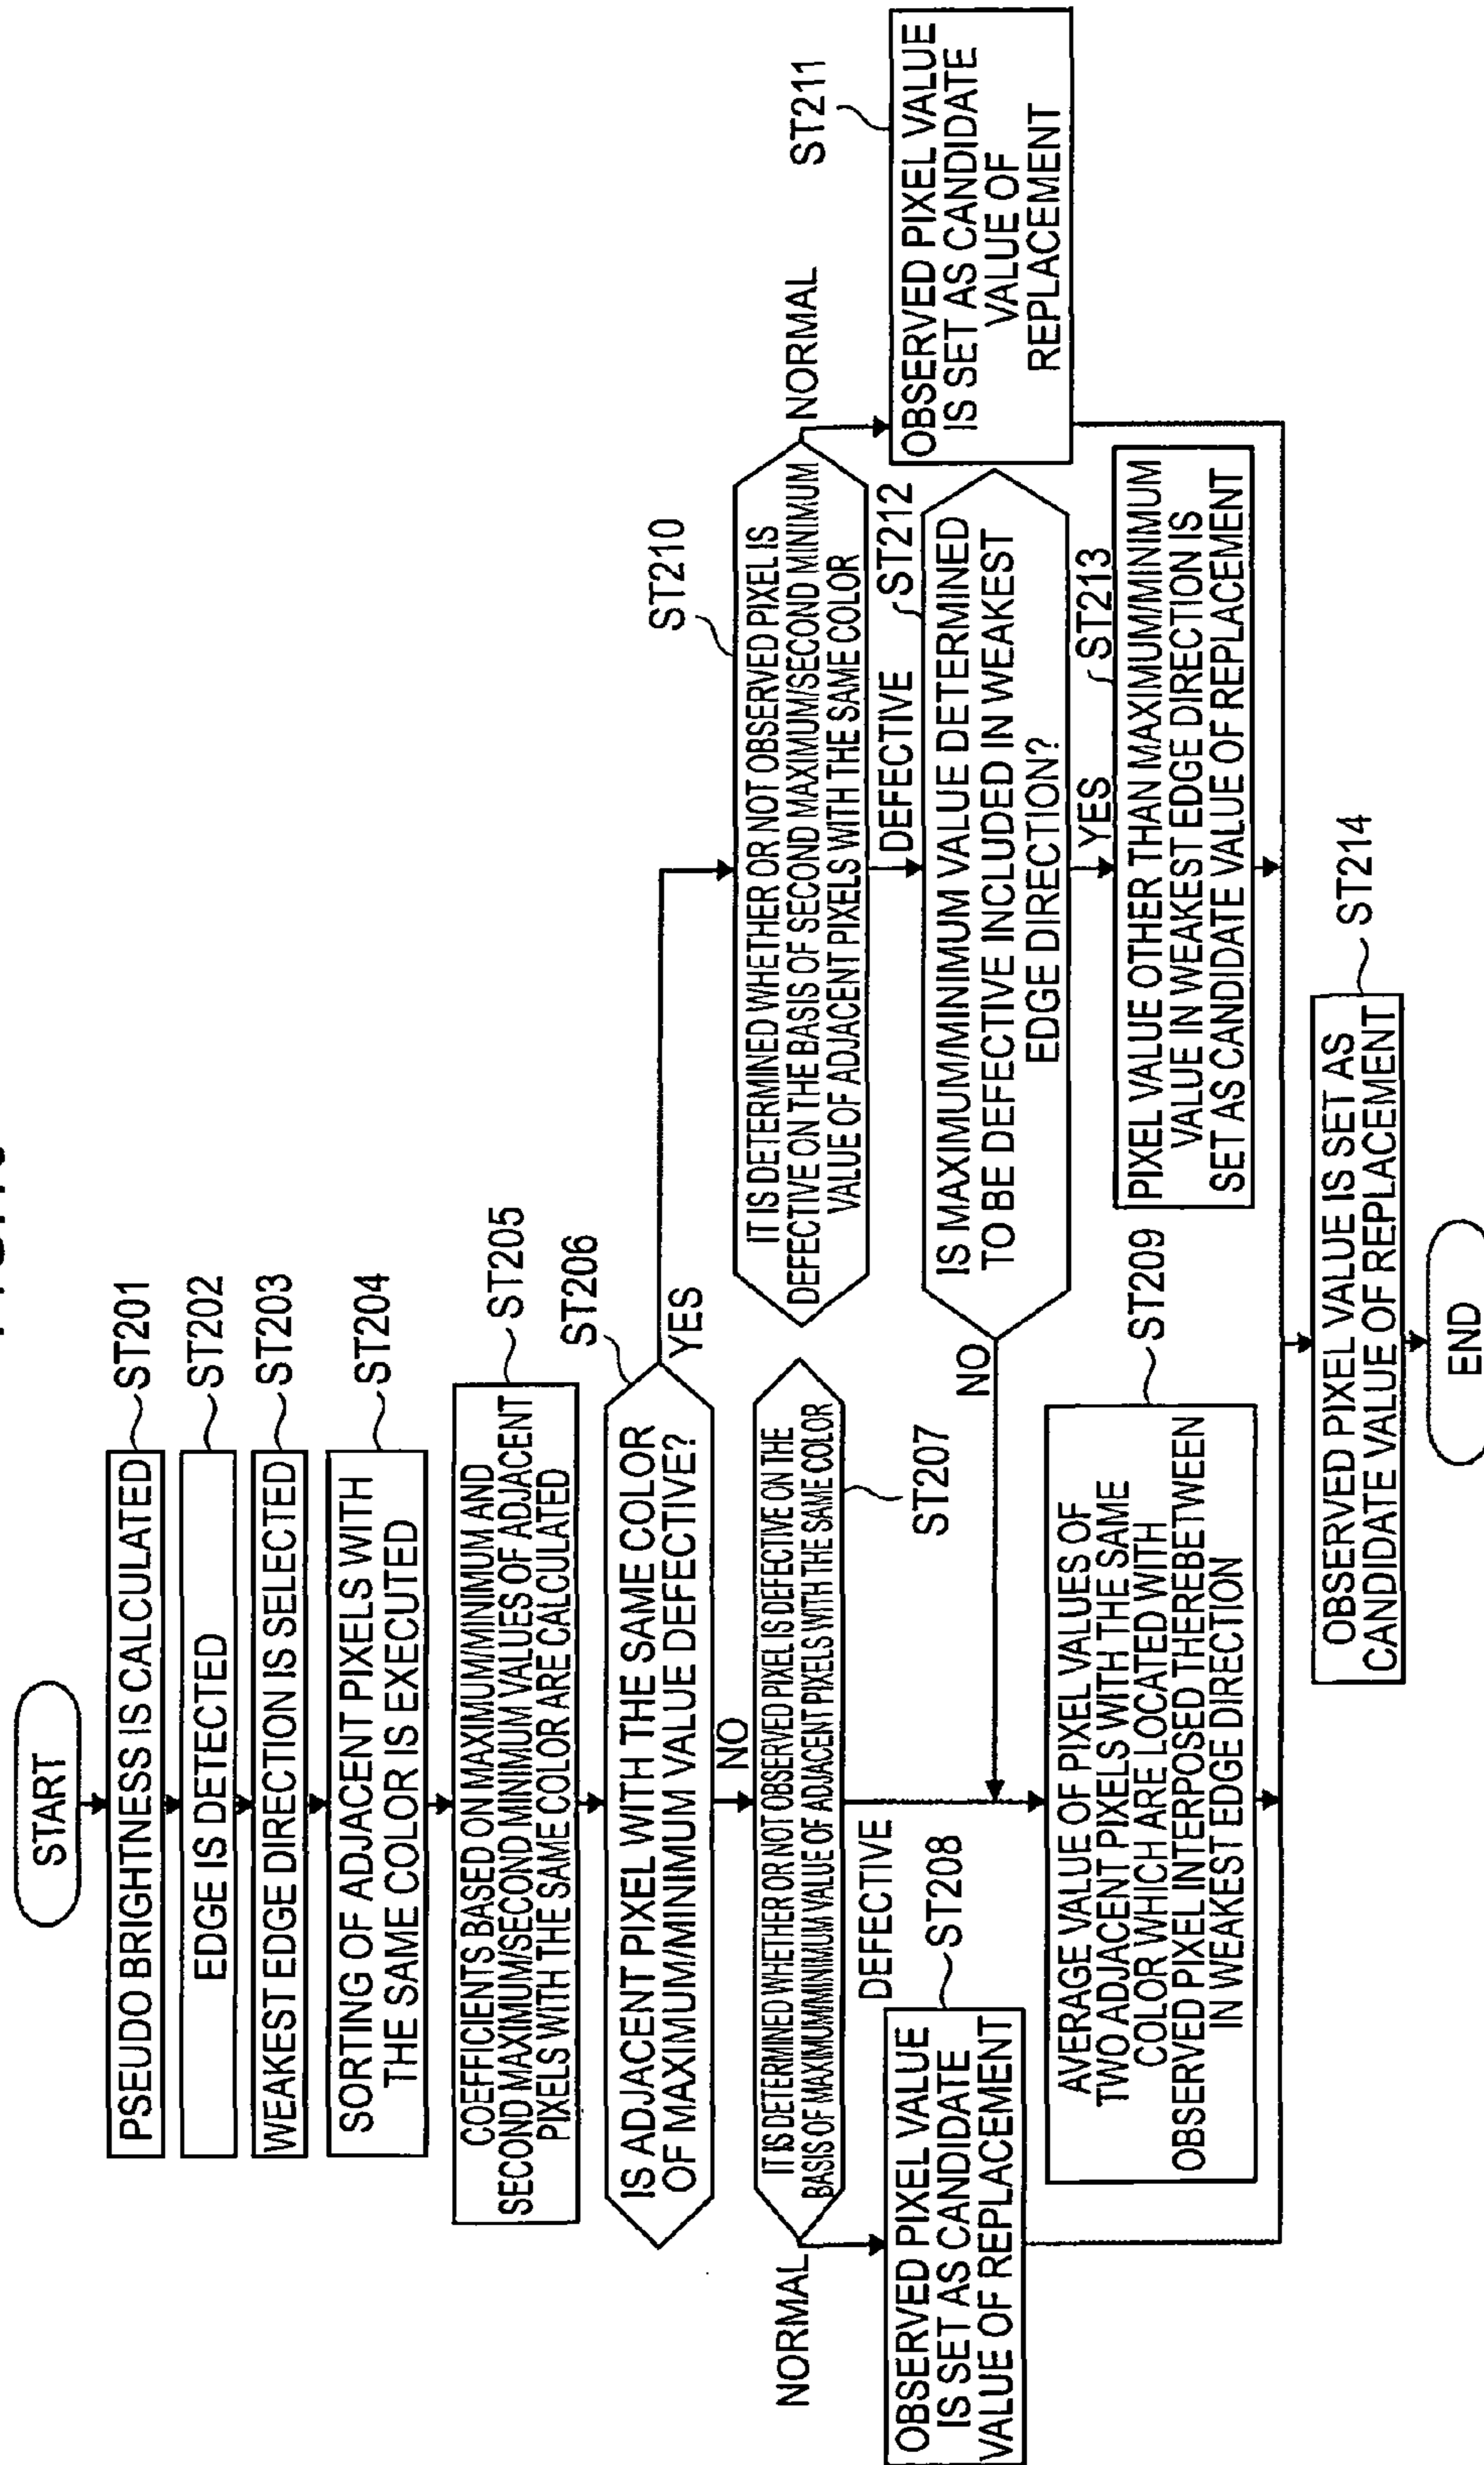 START
PSEUDO BRIGHTNESS IS CALCULATED
ST201
EDGE IS DETECTED
ST202
WEAKEST EDGE DIRECTION IS SELECTED
ST203
SORTING OF ADJACENT PIXELS WITH
THE SAME COLOR IS EXECUTED
ST204
COEFFICIENTS BASED ON MAXIMUM/MINIMUM AND
SECOND MAXIMUM/SECOND MINIMUM VALUES OF ADJACENT
PIXELS WITH THE SAME COLOR ARE CALCULATED
ST205
IS ADJACENT PIXEL WITH THE SAME COLOR
OF MAXIMUM/MINIMUM VALUE DEFECTIVE?
ST206
YES
NO
IT IS DETERMINED WHETHER OR NOT OBSERVED PIXEL IS DEFECTIVE ON THE
BASIS OF MAXIMUM/MINIMUM VALUE OF ADJACENT PIXELS WITH THE SAME COLOR
ST207
NORMAL
DEFECTIVE
OBSERVED PIXEL VALUE
IS SET AS CANDIDATE
VALUE OF REPLACEMENT
ST208
AVERAGE VALUE OF PIXEL VALUES OF
TWO ADJACENT PIXELS WITH THE SAME
COLOR WHICH ARE LOCATED WITH
OBSERVED PIXEL INTERPOSED THEREBETWEEN
IN WEAKEST EDGE DIRECTION
ST209
IT IS DETERMINED WHETHER OR NOT OBSERVED PIXEL IS
DEFECTIVE ON THE BASIS OF SECOND MAXIMUM/SECOND MINIMUM
VALUE OF ADJACENT PIXELS WITH THE SAME COLOR
ST210
NORMAL
DEFECTIVE
OBSERVED PIXEL VALUE
IS SET AS CANDIDATE
VALUE OF
REPLACEMENT
ST211
IS MAXIMUM/MINIMUM VALUE DETERMINED
TO BE DEFECTIVE INCLUDED IN WEAKEST
EDGE DIRECTION?
ST212
NO
YES
PIXEL VALUE OTHER THAN MAXIMUM/MINIMUM
VALUE IN WEAKEST EDGE DIRECTION IS
SET AS CANDIDATE VALUE OF REPLACEMENT
ST213
OBSERVED PIXEL VALUE IS SET AS
CANDIDATE VALUE OF REPLACEMENT
ST214
END